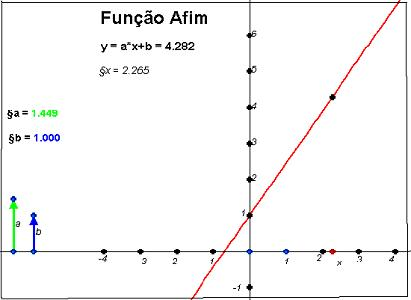 Função Afim
y = a*x+b = 4.282
§x = 2.265
§a = 1.449
§b = 1.000
6
5
4
3
2
1
a
b
-4 3 2 1 1 2 x 3 4
-1